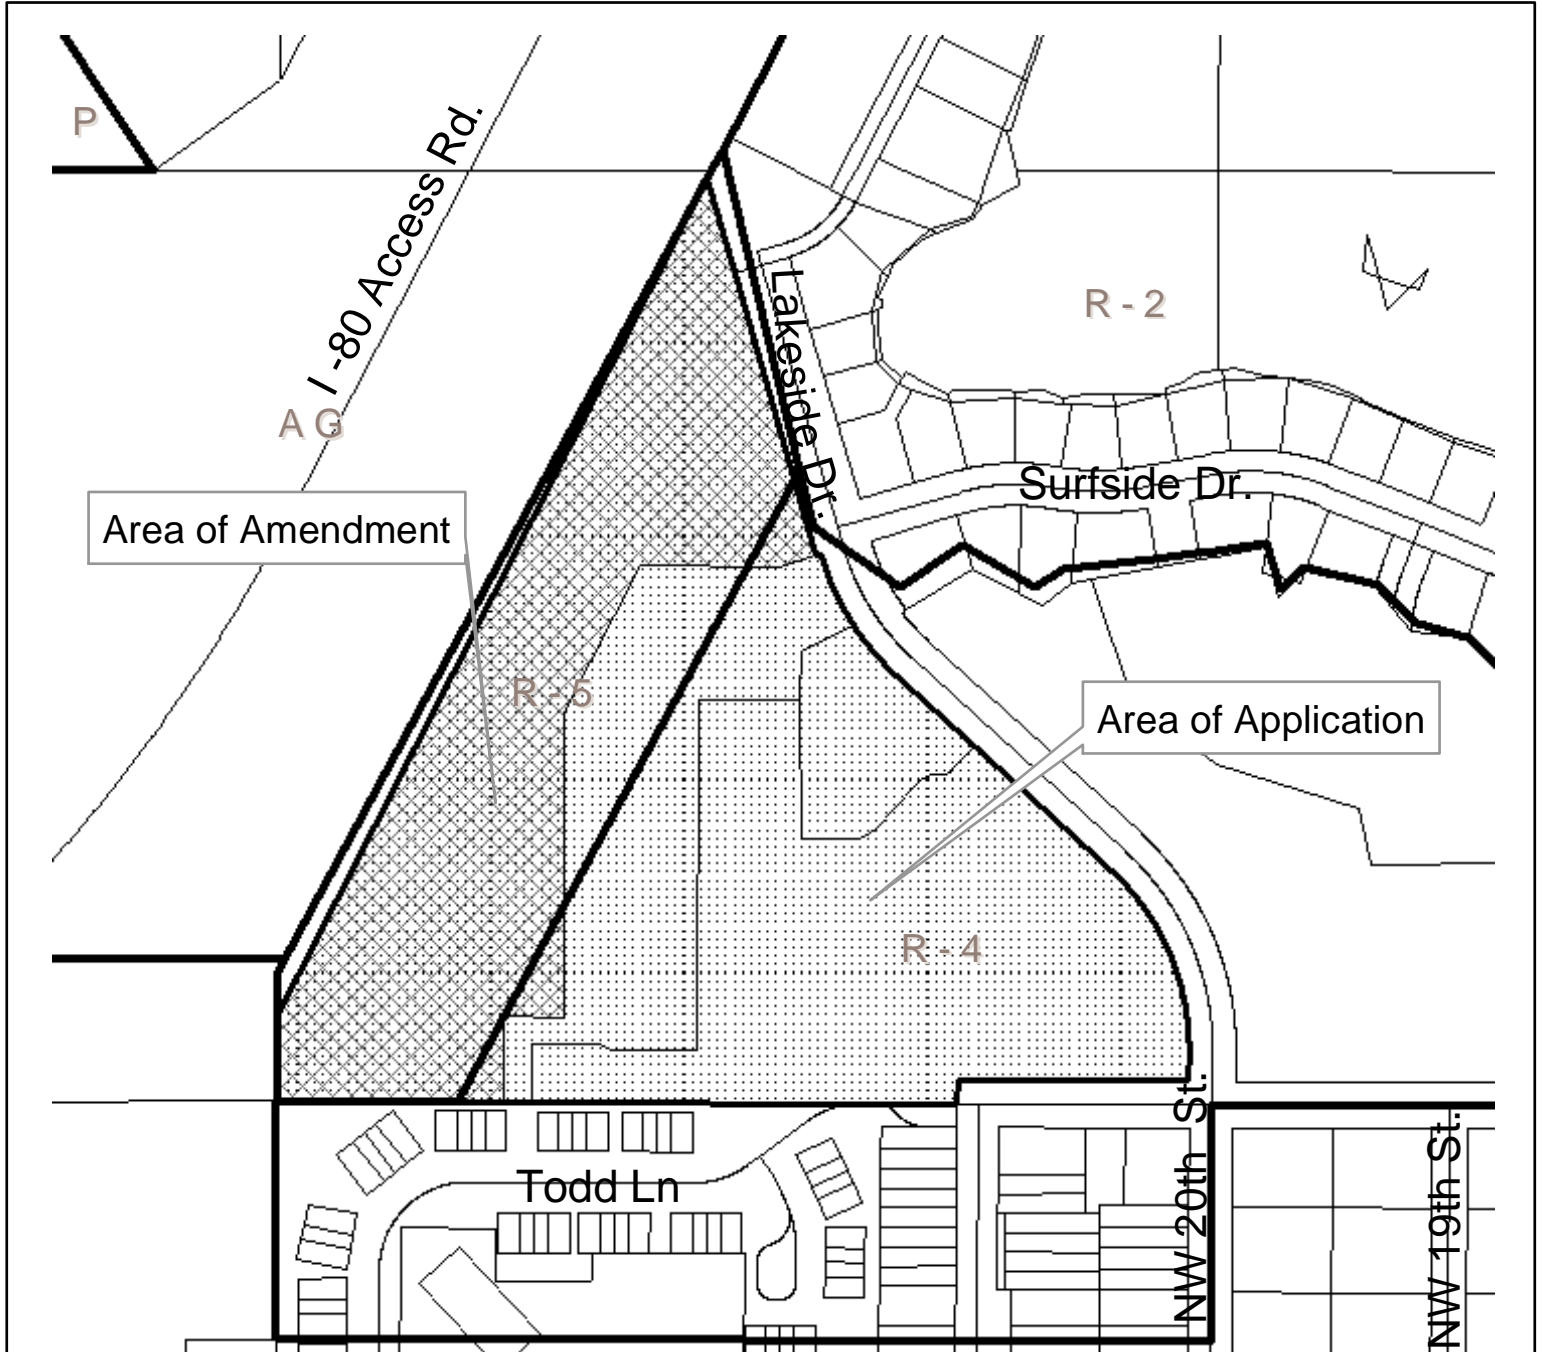 P
I -80 Access Rd.
R - 2
Lakeside Dr.
A G
Surfside Dr.
Area of Amendment
R - 5
Area of Application
R - 4
Todd Ln
NW 20th St.
NW 19th St.